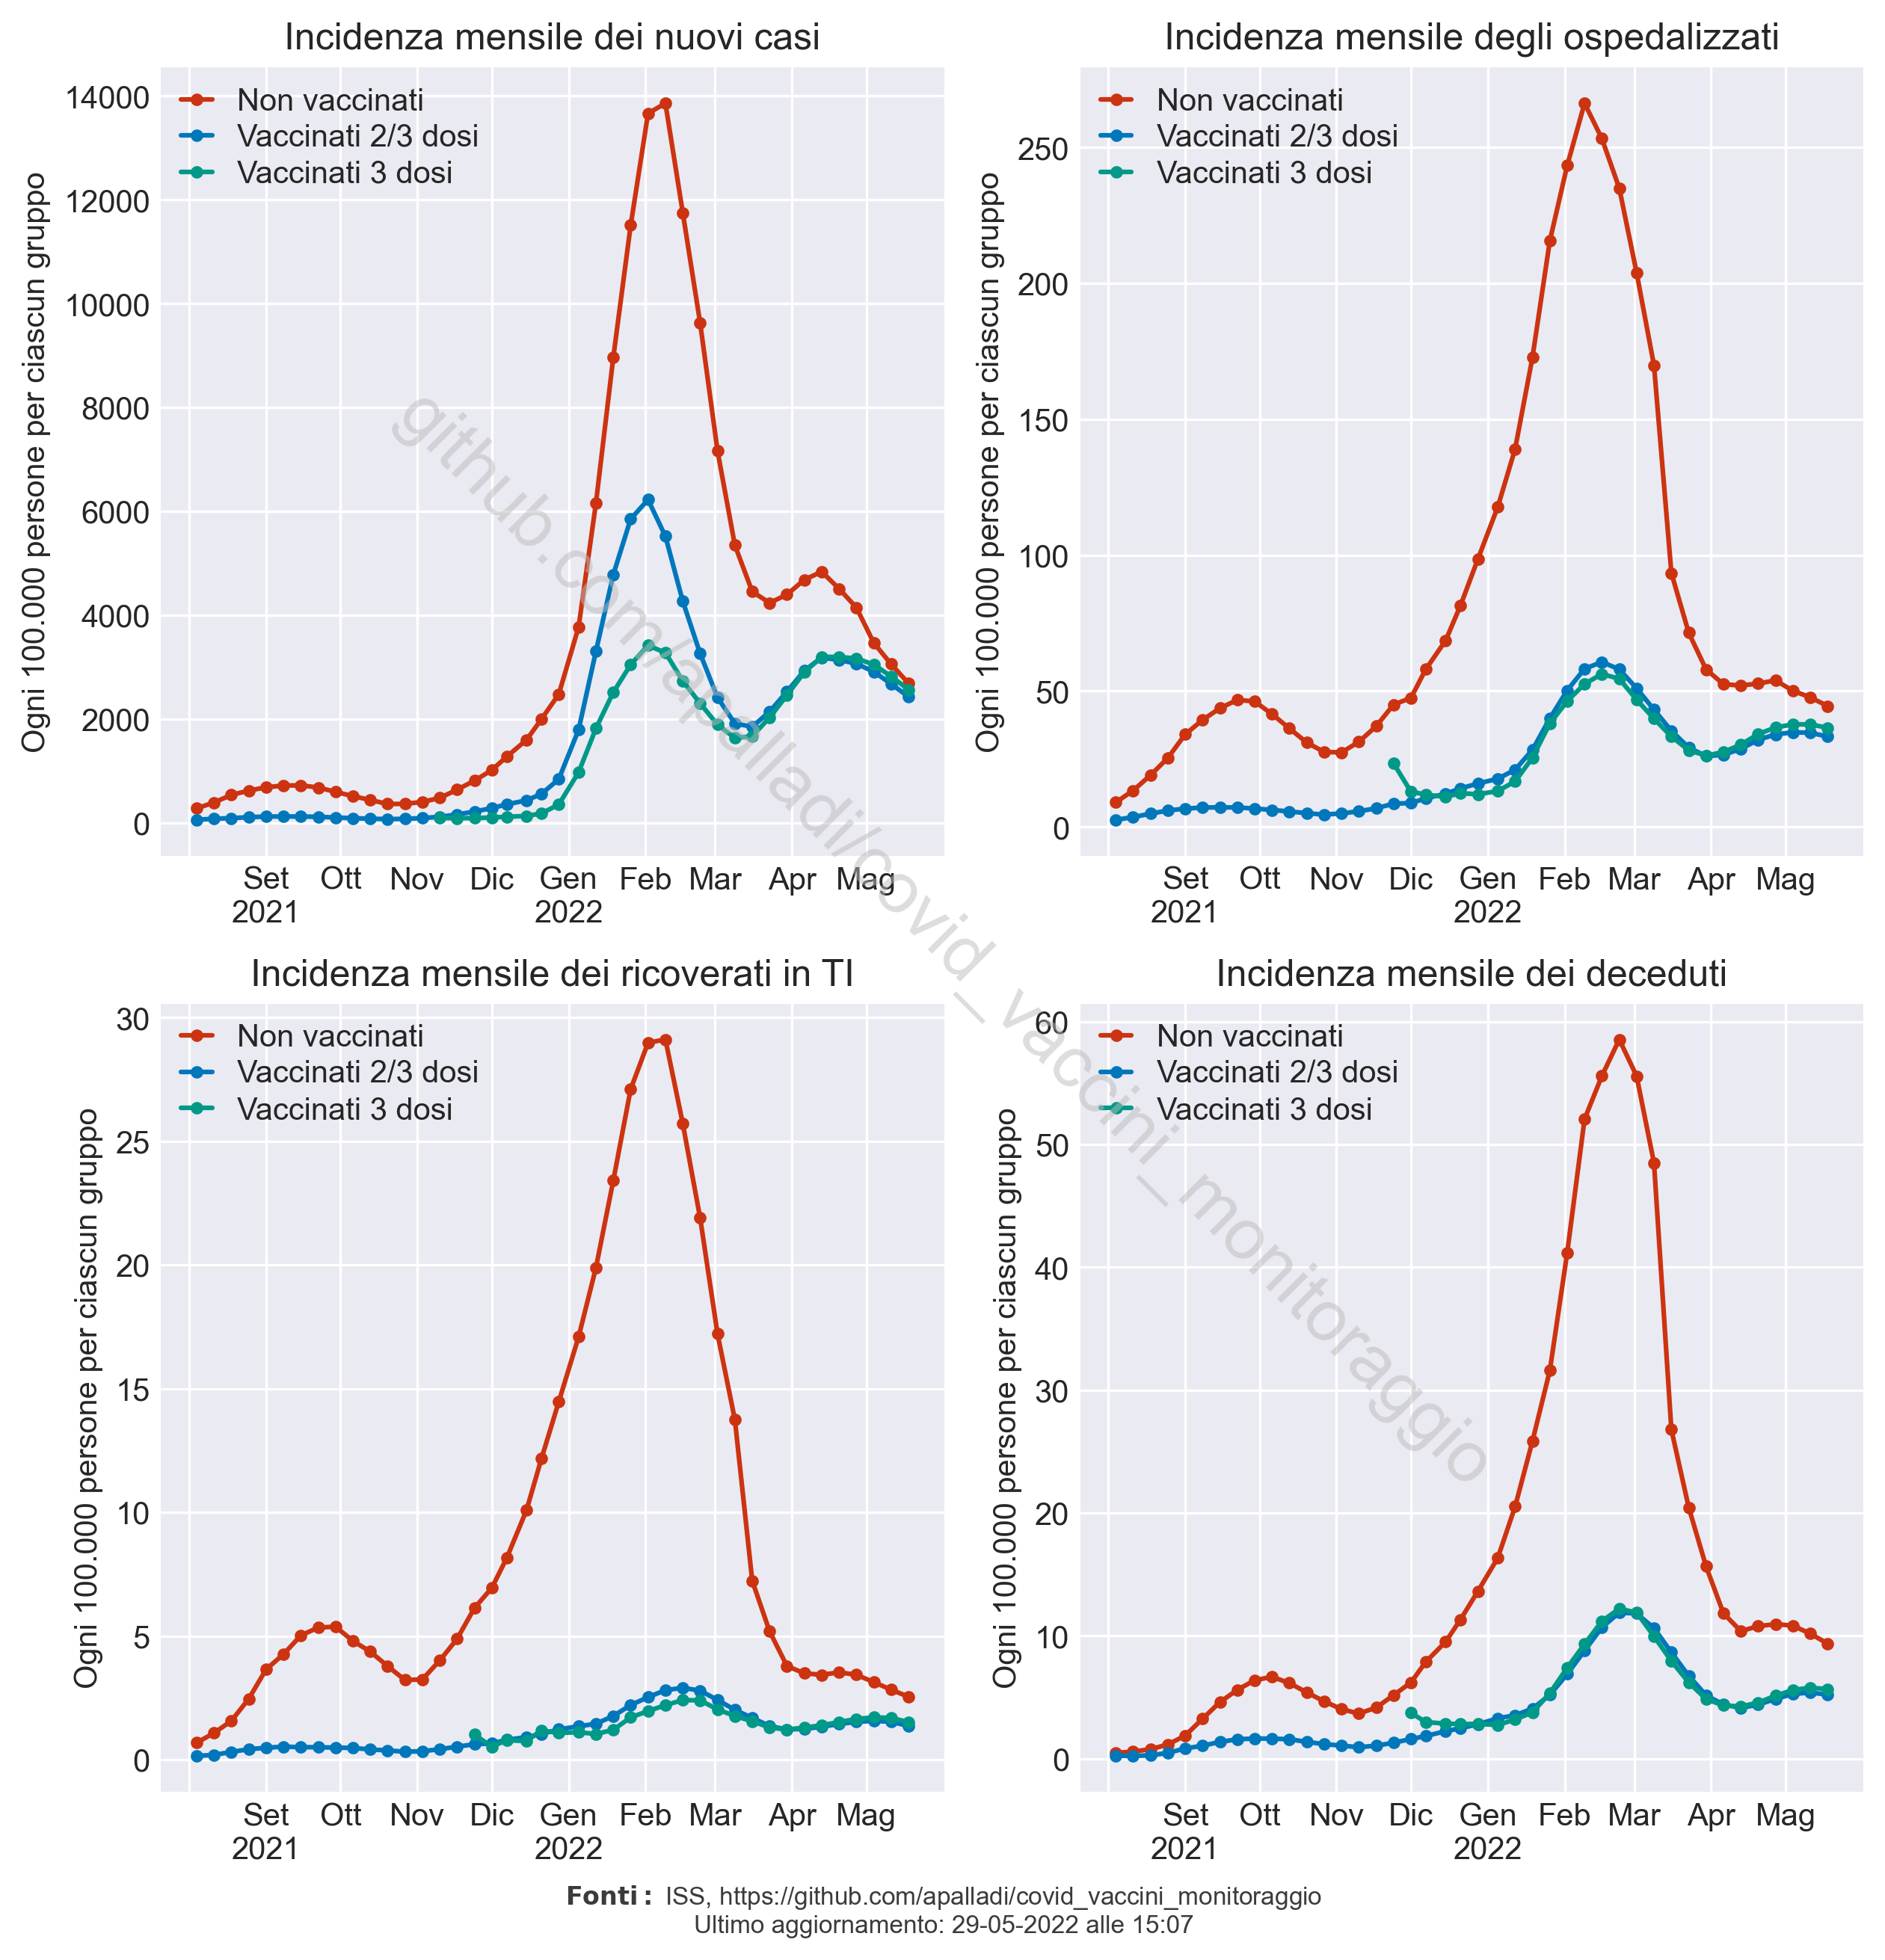 Incidenza mensile dei nuovi casi
Ogni 100.000 persone per ciascun gruppo
14000
12000
10000
8000
6000
4000
2000
0
Non vaccinati
Vaccinati 2/3 dosi
Vaccinati 3 dosi
Set Ott Nov Dic Gen Feb Mar Apr Mag
2021 2022
Incidenza mensile degli ospedalizzati
Ogni 100.000 persone per ciascun gruppo
250
200
150
100
50
0
Non vaccinati
Vaccinati 2/3 dosi
Vaccinati 3 dosi
Set Ott Nov Dic Gen Feb Mar Apr Mag
2021 2022
github.com/apalladi/covid_vaccini_monitoraggio
Incidenza mensile dei ricoverati in TI
Ogni 100.000 persone per ciascun gruppo
30
25
20
15
10
5
0
Non vaccinati
Vaccinati 2/3 dosi
Vaccinati 3 dosi
Set Ott Nov Dic Gen Feb Mar Apr Mag
2021 2022
Incidenza mensile dei deceduti
Ogni 100.000 persone per ciascun gruppo
60
50
40
30
20
10
0
Non vaccinati
Vaccinati 2/3 dosi
Vaccinati 3 dosi
Set Ott Nov Dic Gen Feb Mar Apr Mag
2021 2022
Fonti: ISS, https://github.com/apalladi/covid_vaccini_monitoraggio
Ultimo aggiornamento: 29-05-2022 alle 15:07